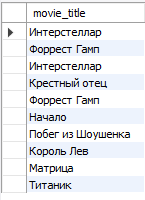 movie_title
Интерстеллар
Форрест Гамп
Интерстеллар
Крестный отец
Форрест Гамп
Начало
Побег из Шоушенка
Король Лев
Матрица
Титаник